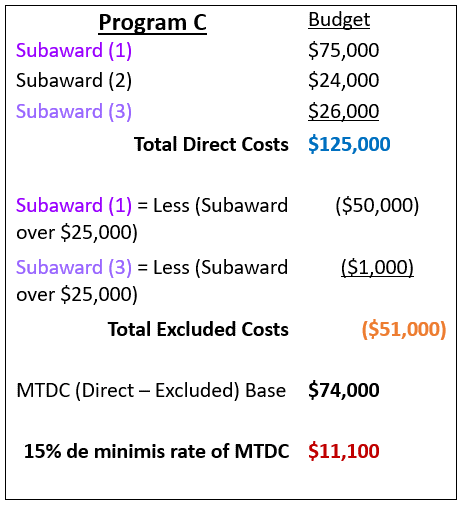 Program C Budget
Subaward (1) $75,000
Subaward (2) $24,000
Subaward (3) $26,000
Total Direct Costs $125,000
Subaward (1) = Less (Subaward ($50,000)
over $25,000)
Subaward (3) = Less (Subaward ($1,000)
over $25,000)
Total Excluded Costs ($51,000)
MTDC (Direct – Excluded) Base $74,000
15% de minimis rate of MTDC $11,100